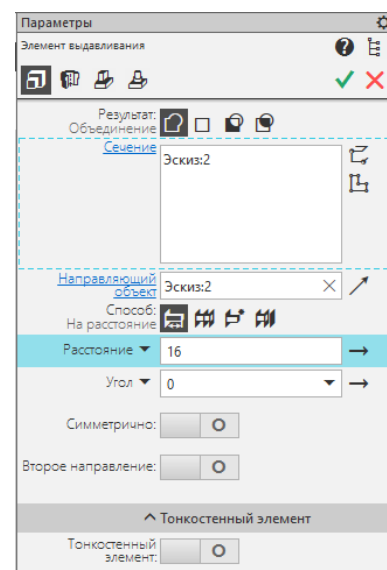 Параметры
Элемент выдавливания
Результат:
Объединение
Сечение
Эскиз:2
Направляющий
объект
Эскиз:2
Способ:
На расстояние
Расстояние
16
Угол
0
Симметрично:
Второе направление:
Тонкостенный элемент
Тонкостенный
элемент: